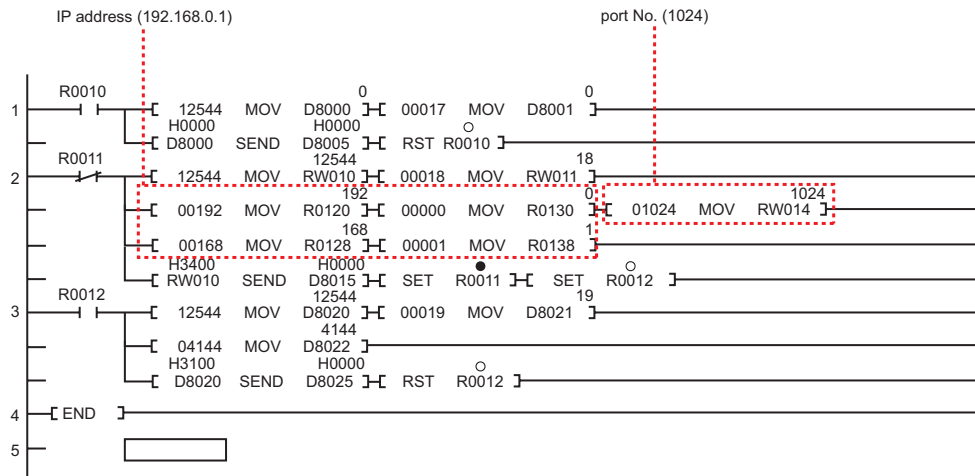 IP address (192.168.0.1) port No. (1024)
R0010 0 0
1 12544 MOV D8000 00017 MOV D8001
H0000 H0000
D8000 SEND D8005 RST R0010
R0011 12544 18
2 12544 MOV RW010 00018 MOV RW011
192 0 1024
00192 MOV R0120 00000 MOV R0130 01024 MOV RW014
168 1
00168 MOV R0128 00001 MOV R0138
H3400 H0000
RW010 SEND D8015 SET R0011 SET R0012
R0012 12544 19
3 12544 MOV D8020 00019 MOV D8021
4144
04144 MOV D8022
H3100 H0000
D8020 SEND D8025 RST R0012
4 END
5